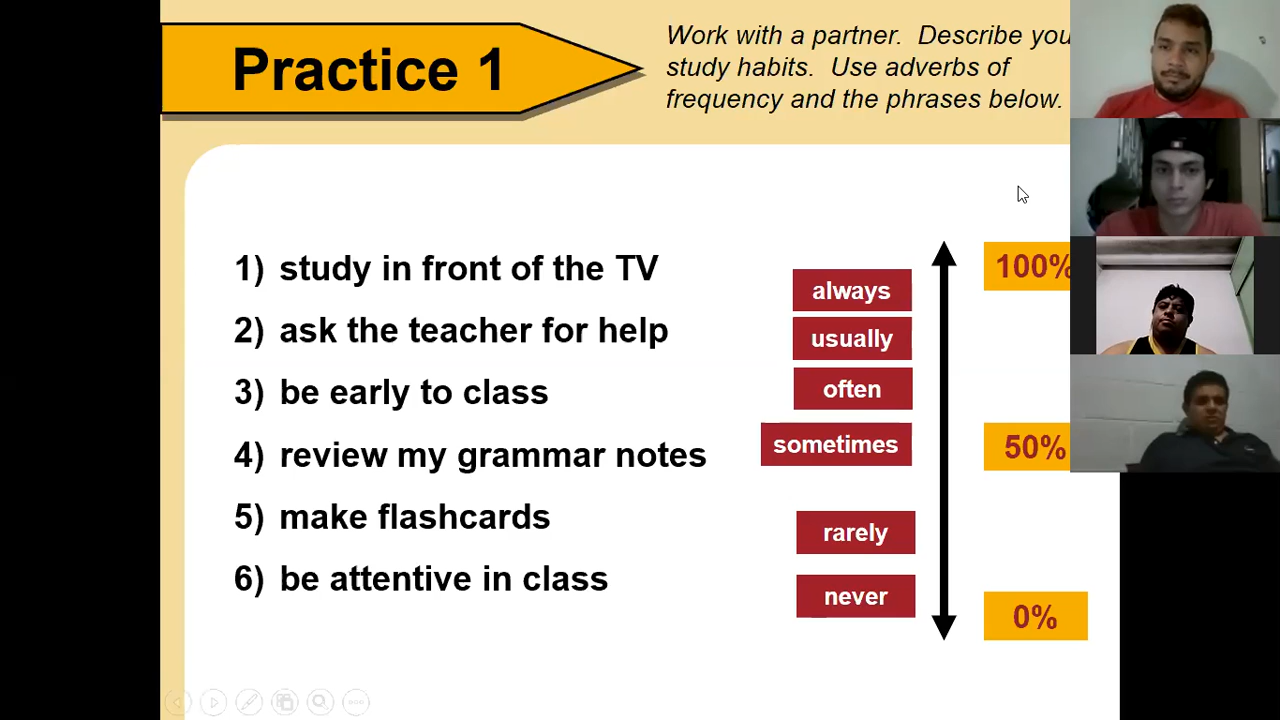 Practice 1
Work with a partner. Describe you
study habits. Use adverbs of
frequency and the phrases below.
1) study in front of the TV
2) ask the teacher for help
3) be early to class
4) review my grammar notes
5) make flashcards
6) be attentive in class
always
usually
often
sometimes
rarely
never
100%
50%
0%